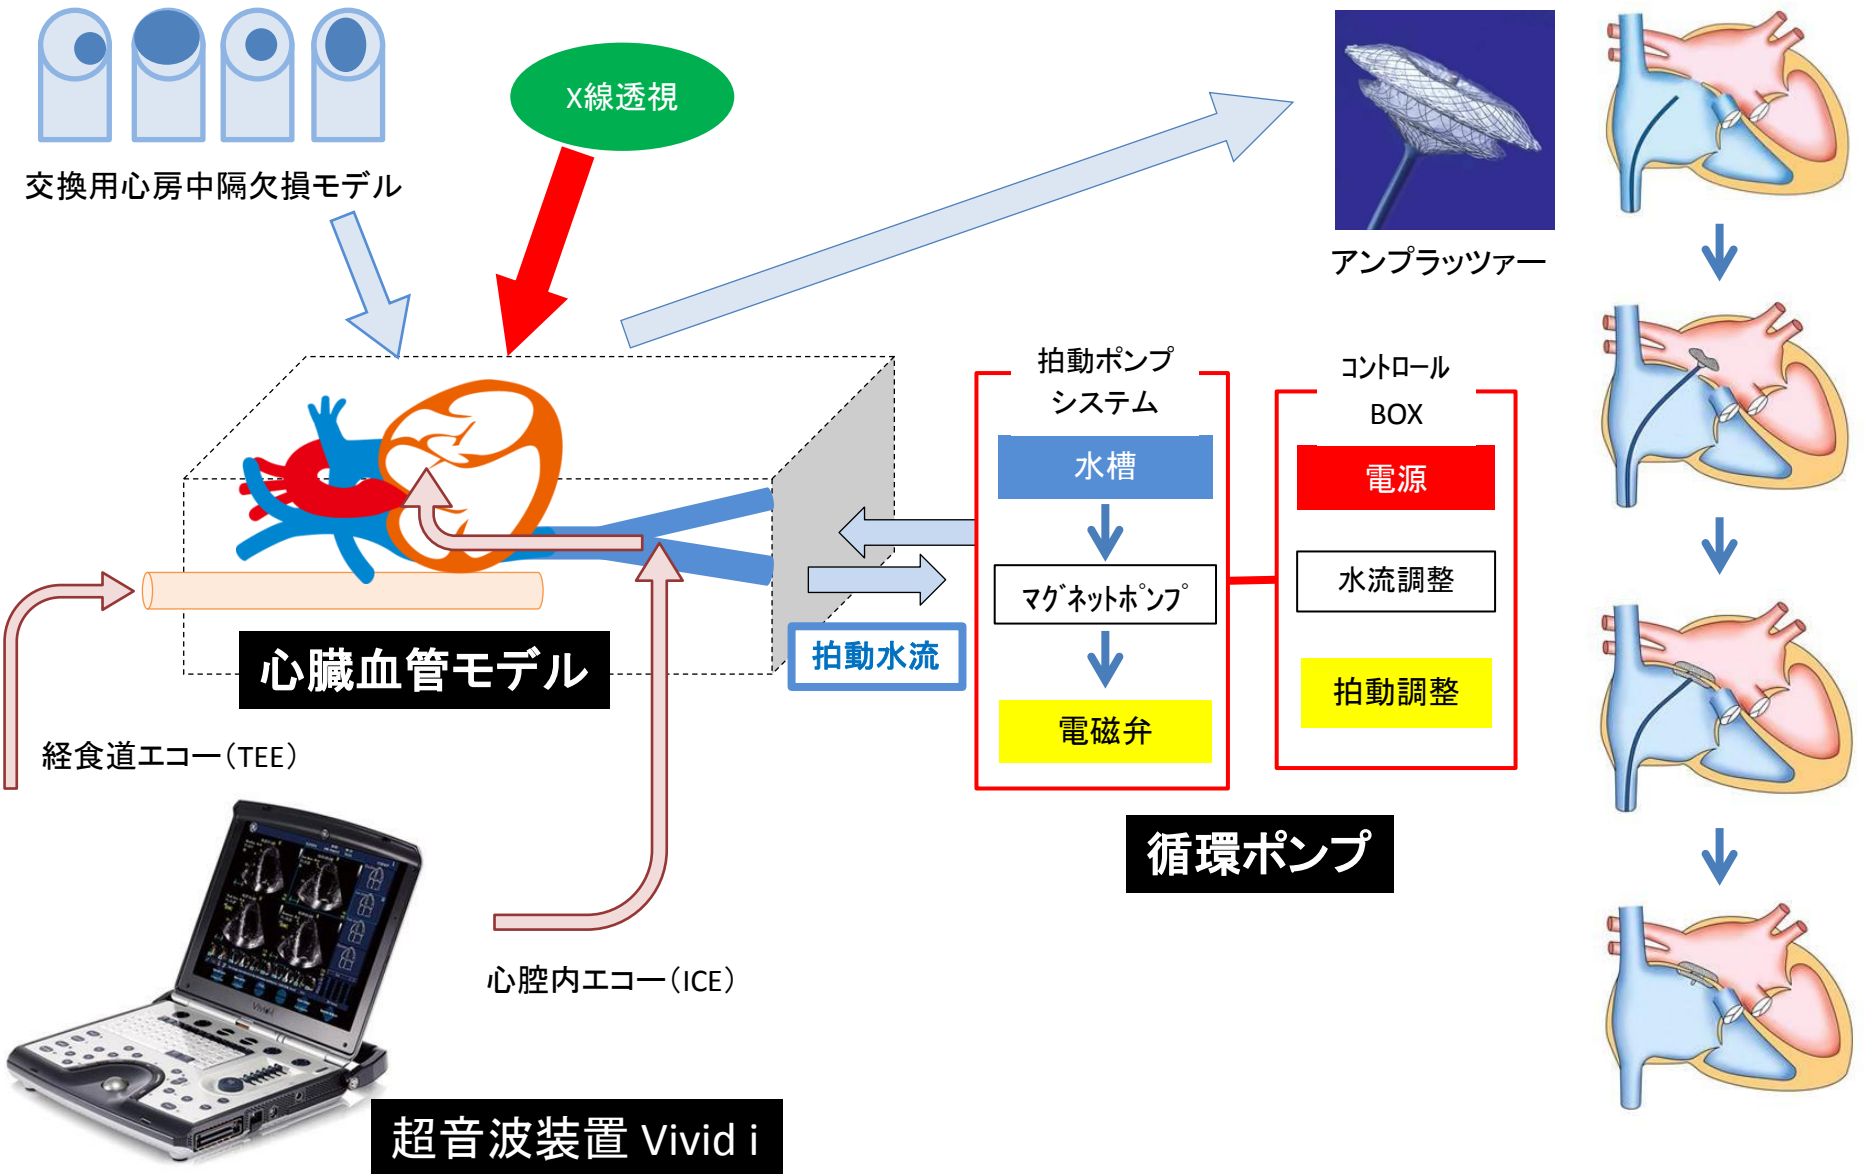 X線透視
交換用心房中隔欠損モデル
アンプラッツァー
拍動ポンプ
システム
水槽
マグネットポンプ
電磁弁
コントロール
BOX
電源
水流調整
拍動調整
拍動水流
心臓血管モデル
経食道エコー（TEE）
循環ポンプ
心腔内エコー（ICE）
超音波装置 Vivid i